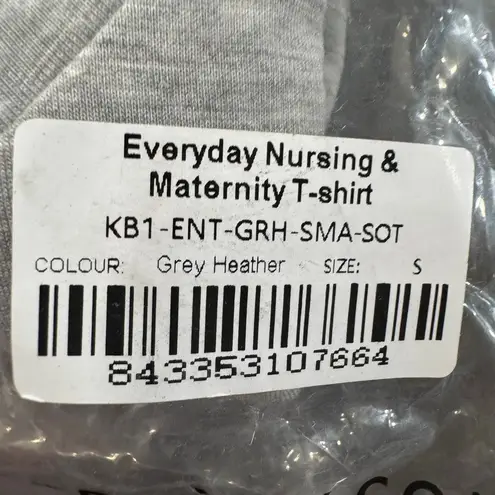 Everyday Nursing &
Maternity T-shirt
KB1-ENT-GRH-SMA-SOT
COLOUR: Grey Heather SIZE: S
843353107664